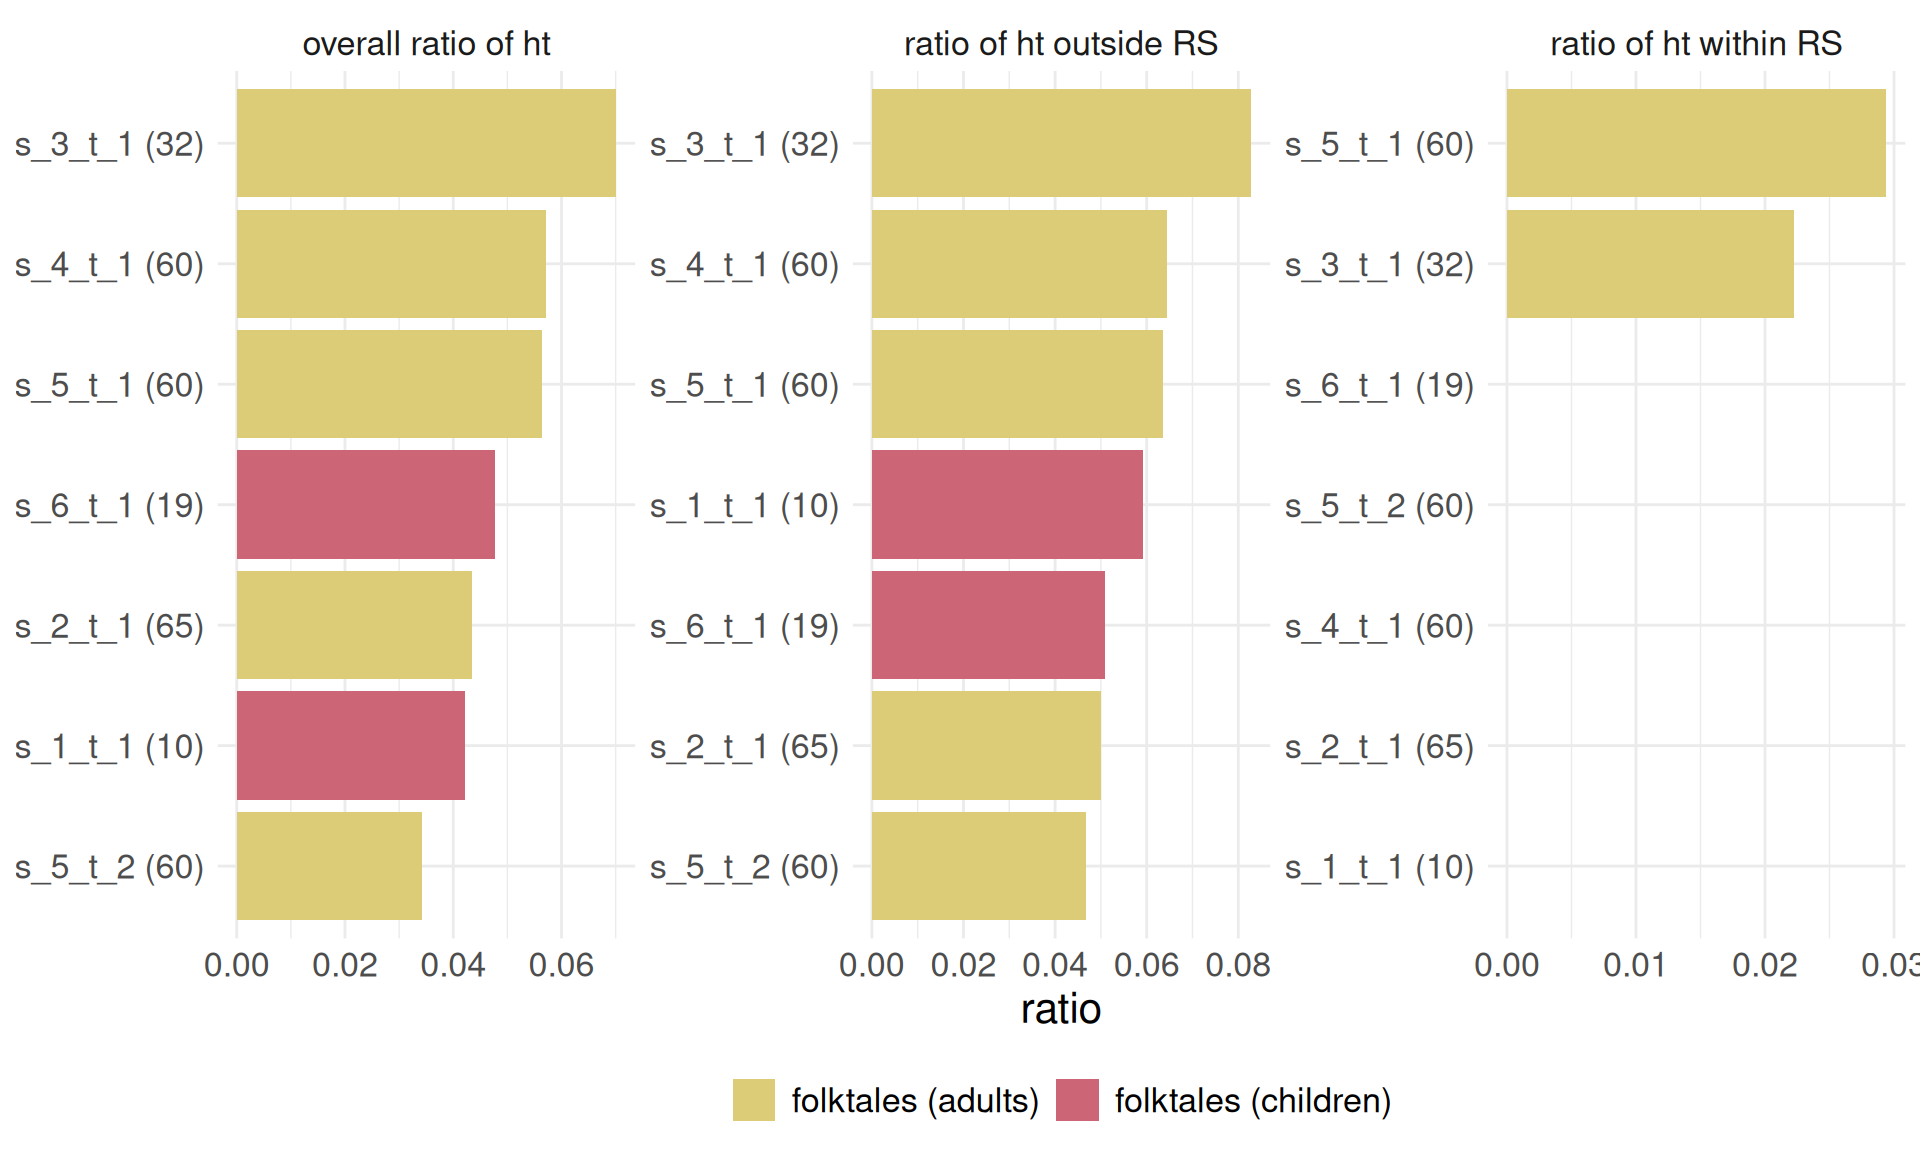 overall ratio of ht
s_3_t_1 (32)
s_4_t_1 (60)
s_5_t_1 (60)
s_6_t_1 (19)
s_2_t_1 (65)
s_1_t_1 (10)
s_5_t_2 (60)
0.00 0.02 0.04 0.06
ratio of ht outside RS
s_3_t_1 (32)
s_4_t_1 (60)
s_5_t_1 (60)
s_1_t_1 (10)
s_6_t_1 (19)
s_2_t_1 (65)
s_5_t_2 (60)
0.00 0.02 0.04 0.06 0.08
ratio of ht within RS
s_5_t_1 (60)
s_3_t_1 (32)
s_6_t_1 (19)
s_5_t_2 (60)
s_4_t_1 (60)
s_2_t_1 (65)
s_1_t_1 (10)
0.00 0.01 0.02 0.03
ratio
folktales (adults) folktales (children)